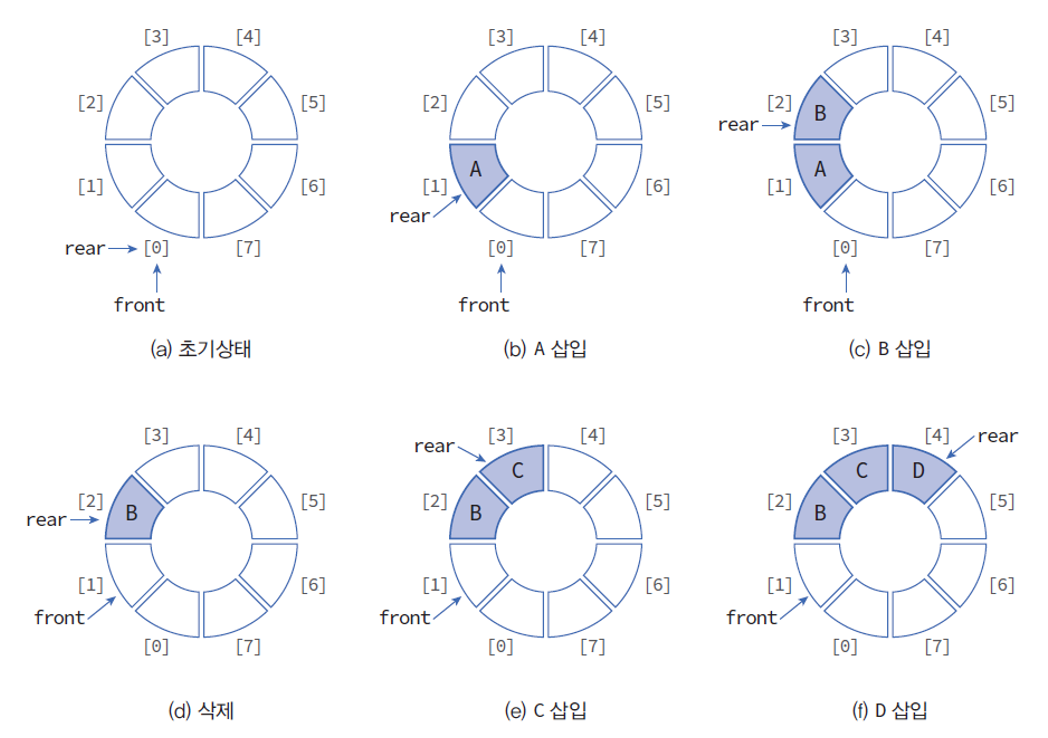 [3] [4] [3] [4] [3] [4]
[2] [5] [2] [5] [2] B [5]
rear
[1] [6] [1] A [6] [1] A [6]
rear
rear [0] [7] [0] [7] [0] [7]
front front front
(a) 초기상태 (b) A 삽입 (c) B 삽입
[3] [4] [3] [4] [3] [4] rear
rear
C C D
[2] B [5] [2] B [5] [2] B [5]
rear
[1] [6] [1] [6] [1] [6]
front front front
[0] [7] [0] [7] [0] [7]
(d) 삭제 (e) C 삽입 (f) D 삽입